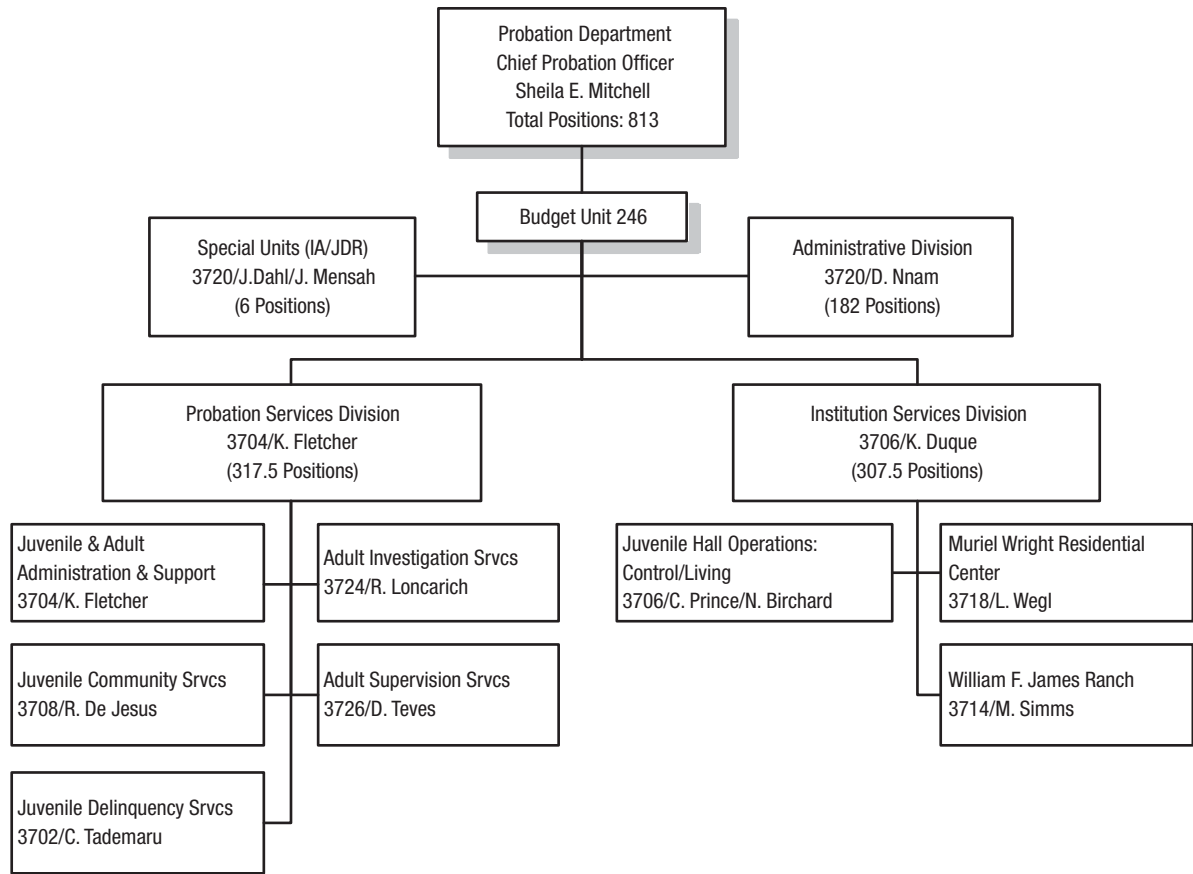 Probation Department
Chief Probation Officer
Sheila E. Mitchell
Total Positions: 813
Budget Unit 246
Special Units (IA/JDR)
3720/J.Dahl/J. Mensah
(6 Positions)
Administrative Division
3720/D. Nnam
(182 Positions)
Probation Services Division
3704/K. Fletcher
(317.5 Positions)
Institution Services Division
3706/K. Duque
(307.5 Positions)
Juvenile & Adult
Administration & Support
3704/K. Fletcher
Adult Investigation Srvcs
3724/R. Loncarich
Juvenile Hall Operations:
Control/Living
3706/C. Prince/N. Birchard
Muriel Wright Residential
Center
3718/L. Wegl
Juvenile Community Srvcs
3708/R. De Jesus
Adult Supervision Srvcs
3726/D. Teves
William F. James Ranch
3714/M. Simms
Juvenile Delinquency Srvcs
3702/C. Tademaru